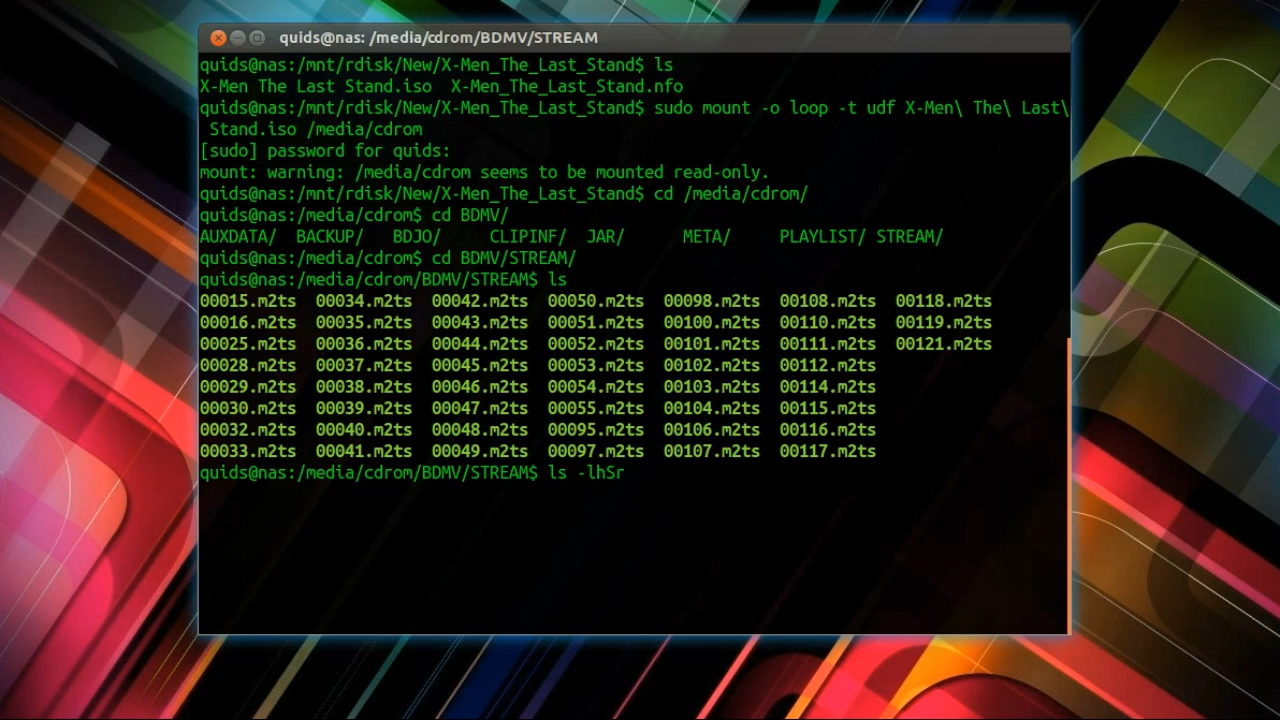 quids@nas: /media/cdrom/BDMV/STREAM
quids@nas:/mnt/rdisk/New/X-Men_The_Last_Stand$ ls
X-Men The Last Stand.iso  X-Men_The_Last_Stand.nfo
quids@nas:/mnt/rdisk/New/X-Men_The_Last_Stand$ sudo mount -o loop -t udf X-Men\ The\ Last\
 Stand.iso /media/cdrom
[sudo] password for quids:
mount: warning: /media/cdrom seems to be mounted read-only.
quids@nas:/mnt/rdisk/New/X-Men_The_Last_Stand$ cd /media/cdrom/
quids@nas:/media/cdrom$ cd BDMV/
AUXDATA/  BACKUP/   BDJO/     CLIPINF/  JAR/      META/     PLAYLIST/ STREAM/
quids@nas:/media/cdrom$ cd BDMV/STREAM/
quids@nas:/media/cdrom/BDMV/STREAM$ ls
00015.m2ts  00034.m2ts  00042.m2ts  00050.m2ts  00098.m2ts  00108.m2ts  00118.m2ts
00016.m2ts  00035.m2ts  00043.m2ts  00051.m2ts  00100.m2ts  00110.m2ts  00119.m2ts
00025.m2ts  00036.m2ts  00044.m2ts  00052.m2ts  00101.m2ts  00111.m2ts  00121.m2ts
00028.m2ts  00037.m2ts  00045.m2ts  00053.m2ts  00102.m2ts  00112.m2ts
00029.m2ts  00038.m2ts  00046.m2ts  00054.m2ts  00103.m2ts  00114.m2ts
00030.m2ts  00039.m2ts  00047.m2ts  00055.m2ts  00104.m2ts  00115.m2ts
00032.m2ts  00040.m2ts  00048.m2ts  00095.m2ts  00106.m2ts  00116.m2ts
00033.m2ts  00041.m2ts  00049.m2ts  00097.m2ts  00107.m2ts  00117.m2ts
quids@nas:/media/cdrom/BDMV/STREAM$ ls -lhSr